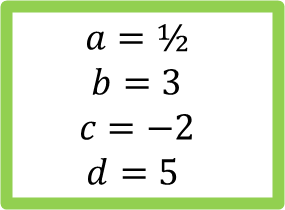 a = ½
b = 3
c = −2
d = 5